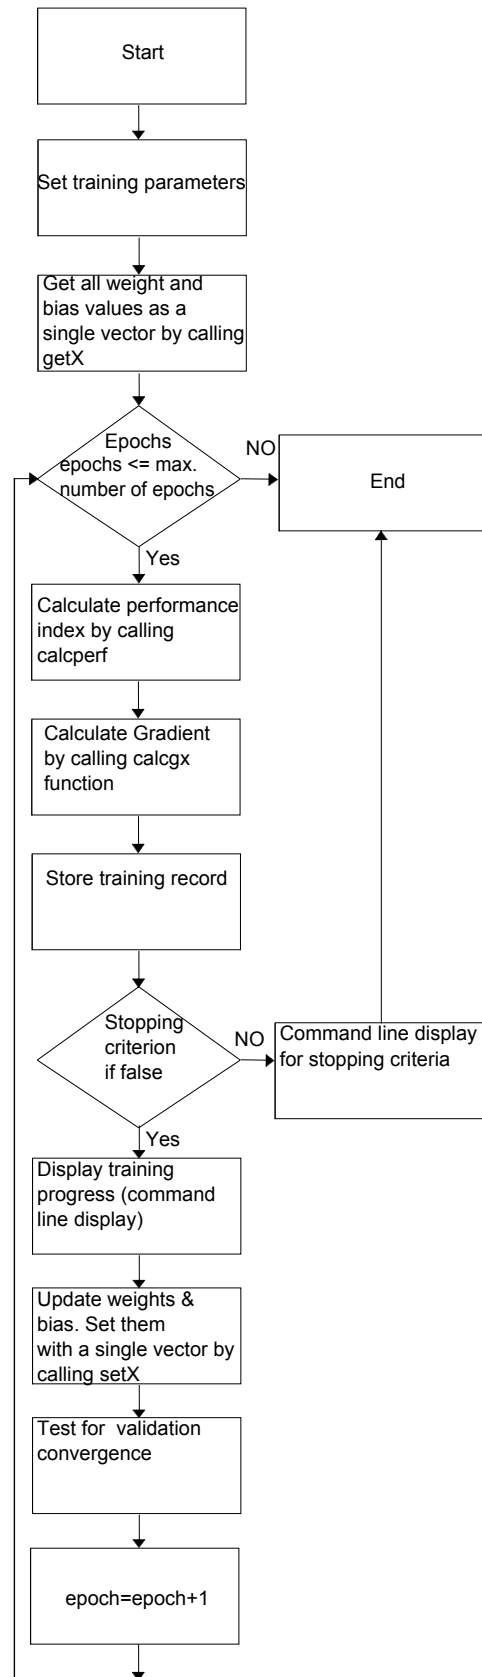 Start
Set training parameters
Get all weight and
bias values as a
single vector by calling
getX
Epochs
epochs <= max.
number of epochs
NO
End
Yes
Calculate performance
index by calling
calcperf
Calculate Gradient
by calling calcgx
function
Store training record
Stopping
criterion
if false
NO
Command line display
for stopping criteria
Yes
Display training
progress (command
line display)
Update weights &
bias. Set them
with a single vector by
calling setX
Test for  validation
convergence
epoch=epoch+1